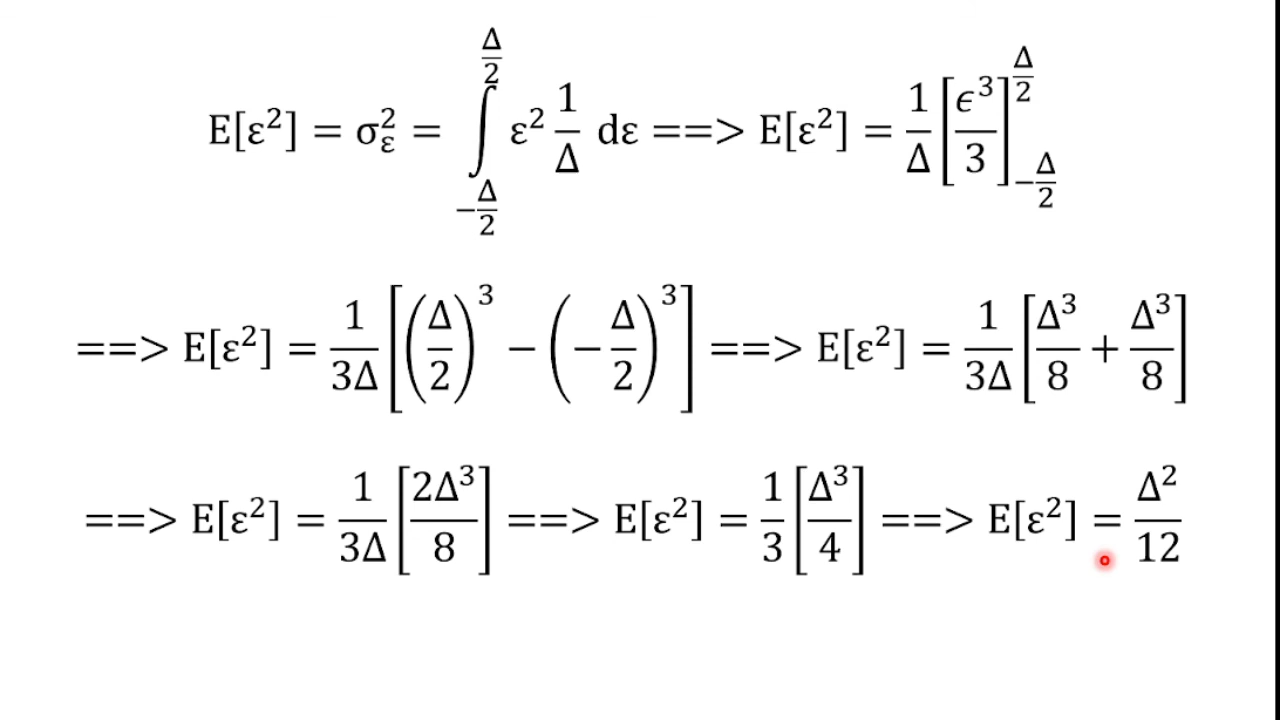 E[ε²] = σ_ε² = ∫_{-Δ/2}^{Δ/2} ε² 1/Δ dε ==> E[ε²] = 1/Δ [ϵ³/3]_{-Δ/2}^{Δ/2}
==> E[ε²] = 1/3Δ [(Δ/2)³ − (−Δ/2)³] ==> E[ε²] = 1/3Δ [Δ³/8 + Δ³/8]
==> E[ε²] = 1/3Δ [2Δ³/8] ==> E[ε²] = 1/3 [Δ³/4] ==> E[ε²] = Δ²/12